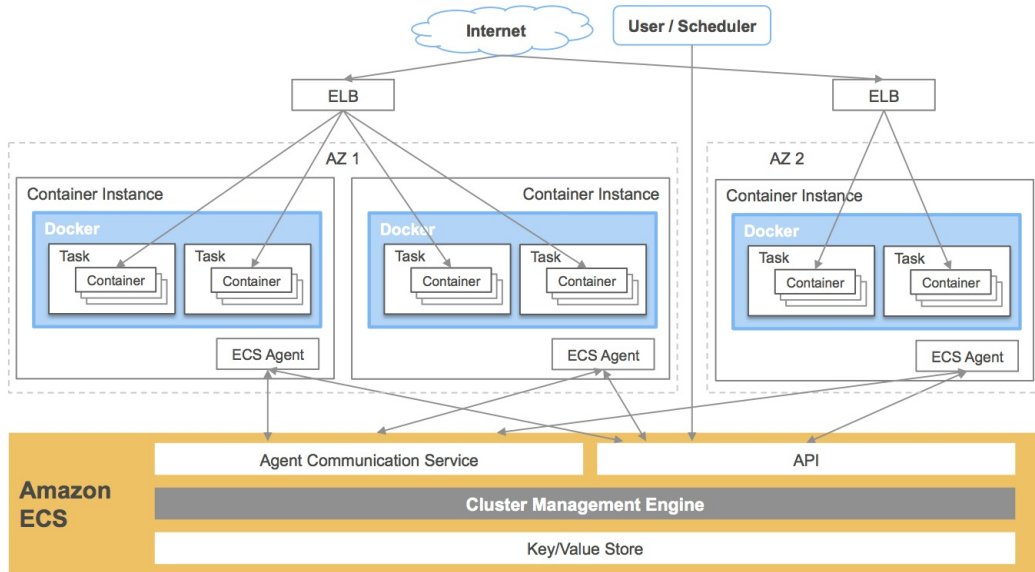 Internet
User / Scheduler
ELB
ELB
AZ 1
AZ 2
Container Instance
Docker
Task
Container
Task
Container
ECS Agent
Container Instance
Docker
Task
Container
Task
Container
ECS Agent
Container Instance
Docker
Task
Container
Task
Container
ECS Agent
Amazon
ECS
Agent Communication Service
API
Cluster Management Engine
Key/Value Store